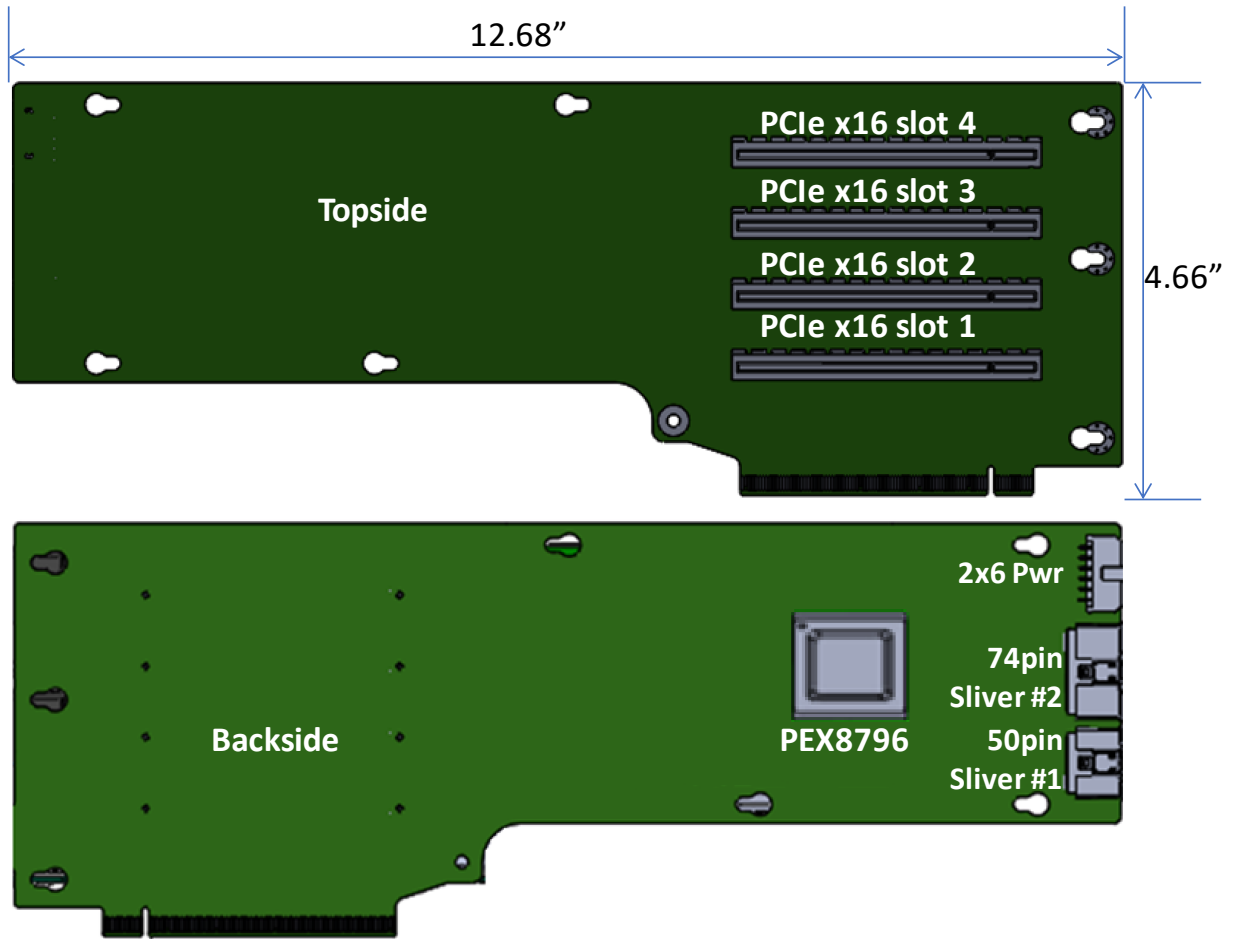 12.68”
PCIe x16 slot 4
PCIe x16 slot 3
Topside
PCIe x16 slot 2
4.66”
PCIe x16 slot 1
2x6 Pwr
74pin
Sliver #2
Backside
PEX8796
50pin
Sliver #1